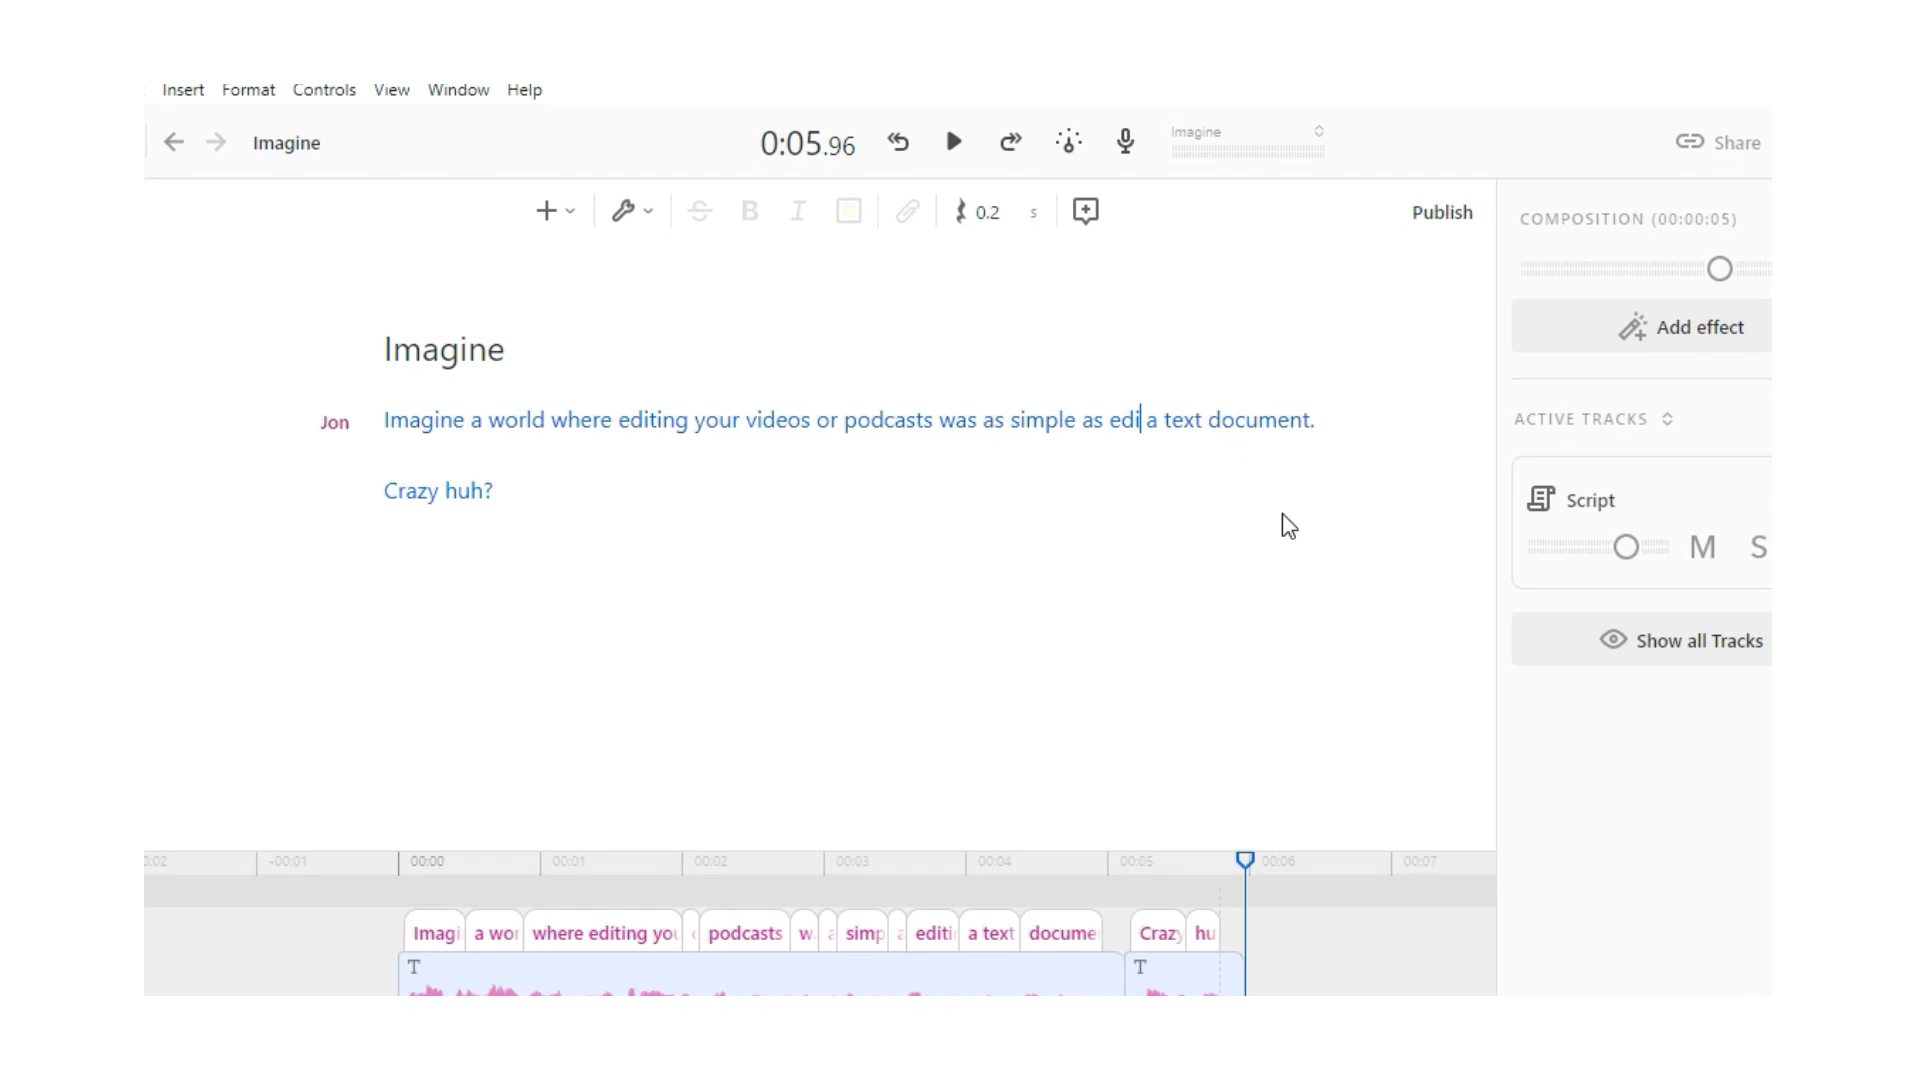 Insert Format Controls View Window Help
Imagine
0:05.96
Imagine
Share
B I
0.2 s
Publish
COMPOSITION (00:00:05)
Add effect
Imagine
Jon
Imagine a world where editing your videos or podcasts was as simple as edi a text document.
Crazy huh?
ACTIVE TRACKS
Script
M S
Show all Tracks
0:02 -00:01 00:00 00:01 00:02 00:03 00:04 00:05 00:06 00:07
Imagi a wor where editing you podcasts w a simp a editi a text docume Crazy hu
T T